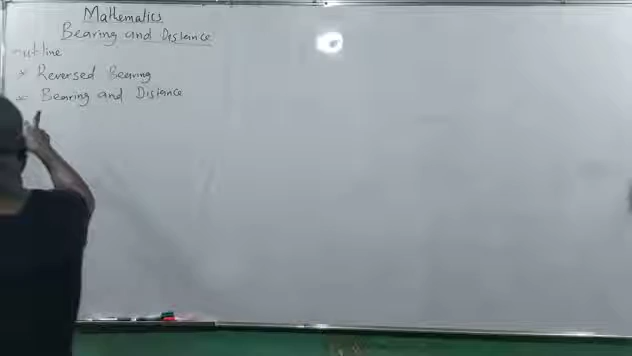 Mathematics
Bearing and Distance
outline
* Reversed Bearing
* Bearing and Distance